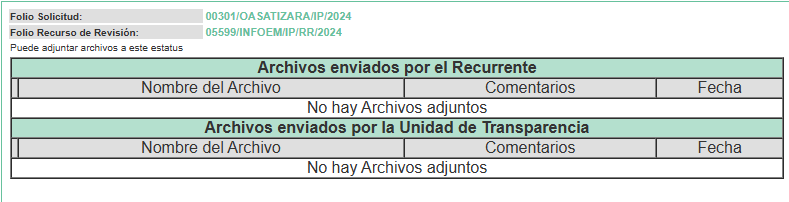 Folio Solicitud: 00301/OASATIZARA/IP/2024
Folio Recurso de Revisión: 05599/INFOEM/IP/RR/2024
Puede adjuntar archivos a este estatus
Archivos enviados por el Recurrente
Nombre del Archivo Comentarios Fecha
No hay Archivos adjuntos
Archivos enviados por la Unidad de Transparencia
Nombre del Archivo Comentarios Fecha
No hay Archivos adjuntos